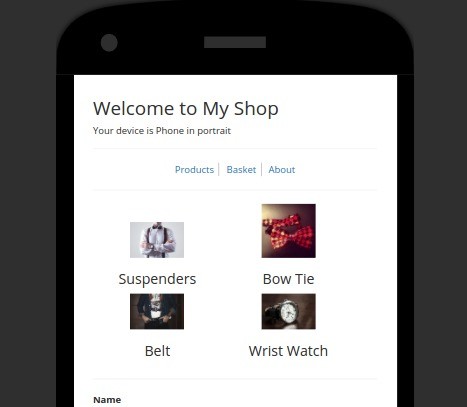 Welcome to My Shop
Your device is Phone in portrait
Products Basket About
Suspenders Bow Tie
Belt Wrist Watch
Name